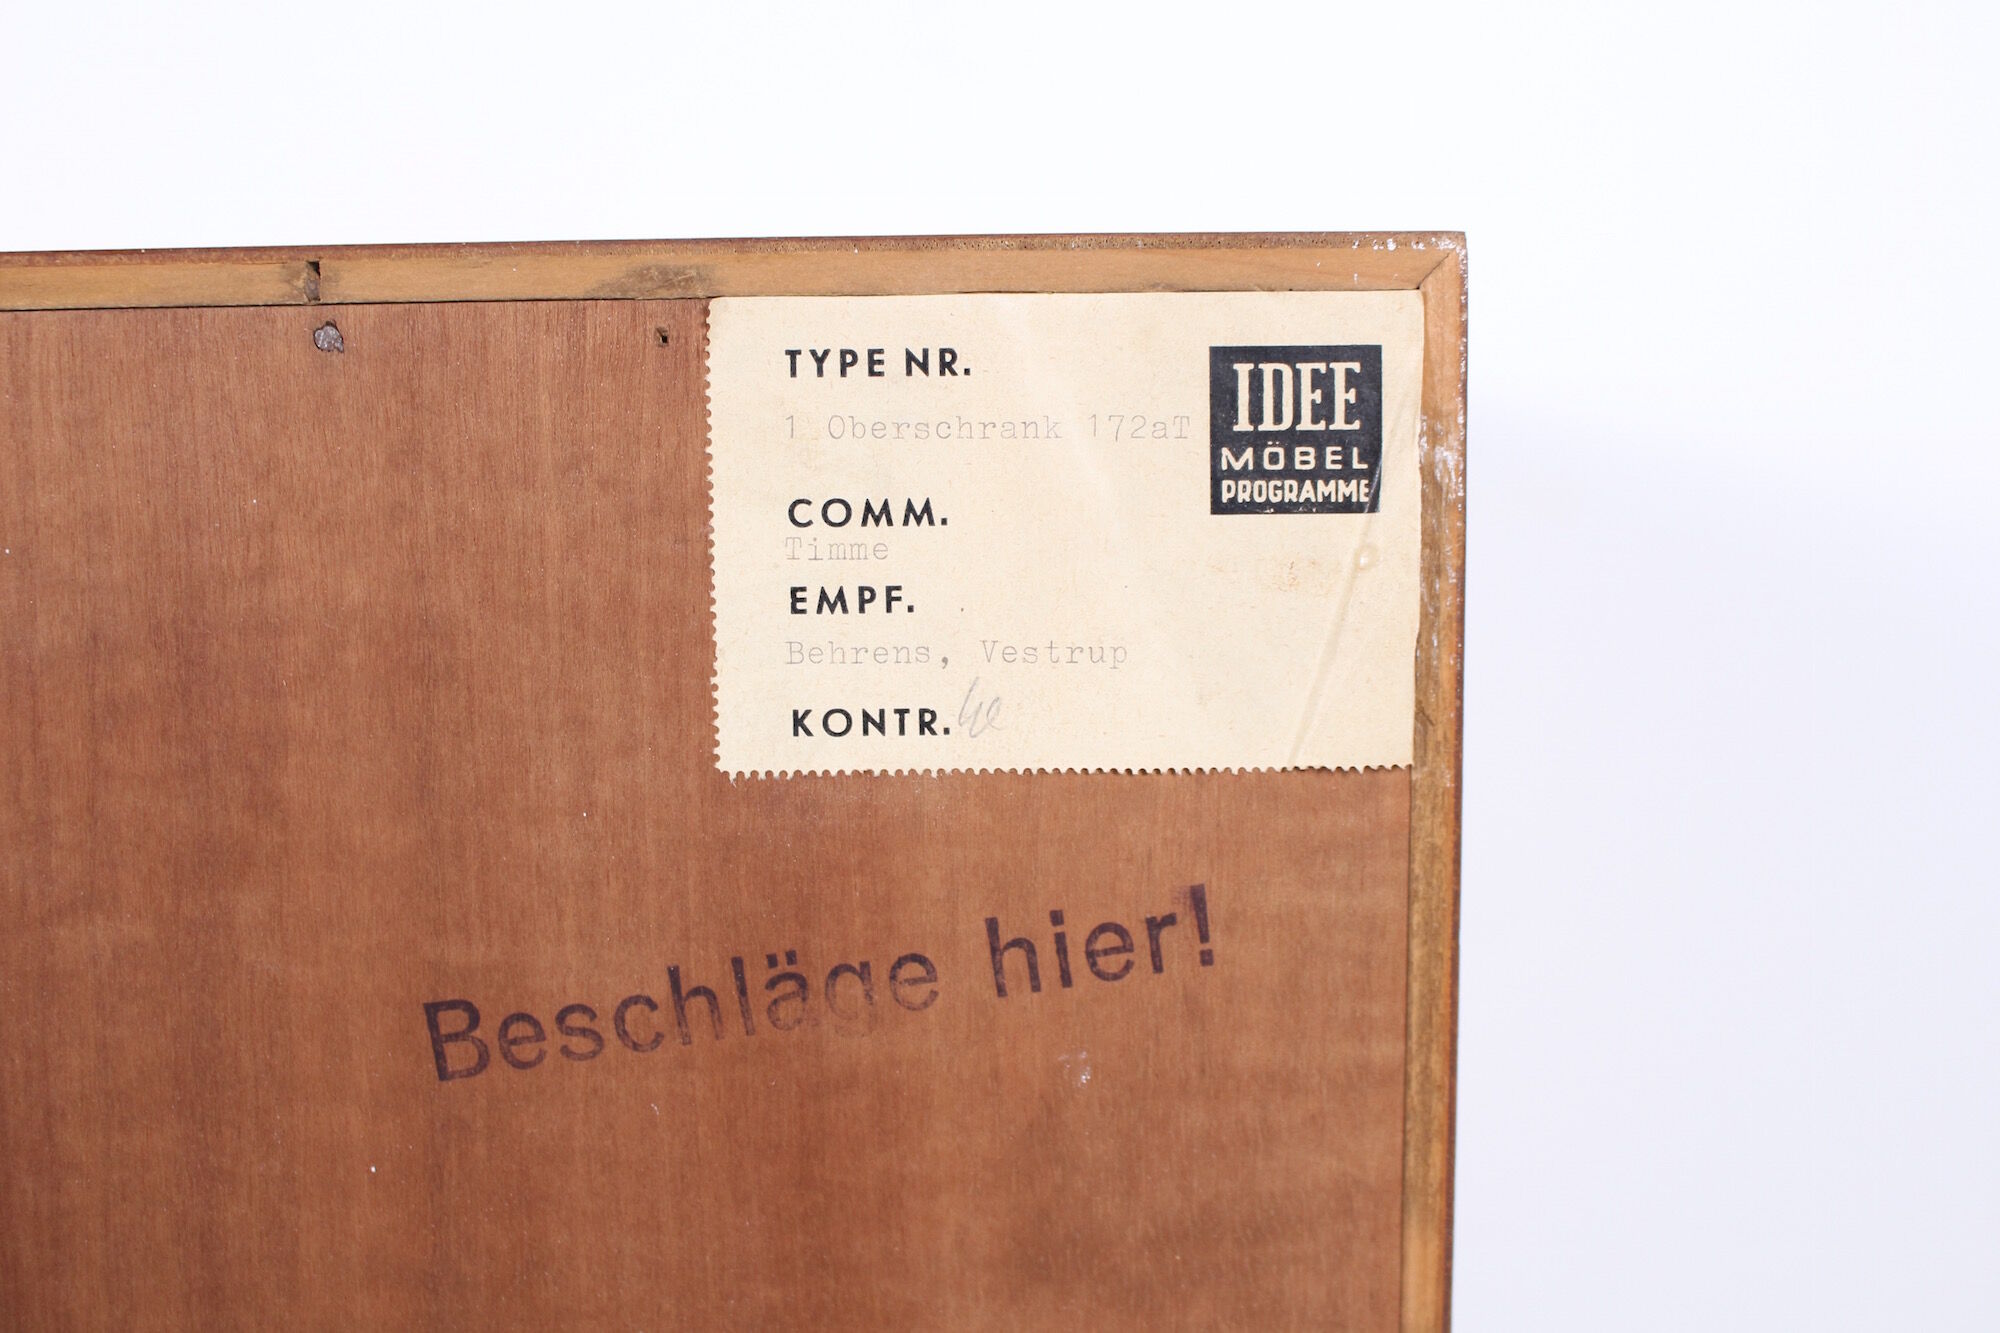 TYPE NR.
1 Oberschrank 172aT
IDEE
MÖBEL
PROGRAMME
COMM.
Timme
EMPF.
Behrens, Vestrup
KONTR.
Beschläge hier!